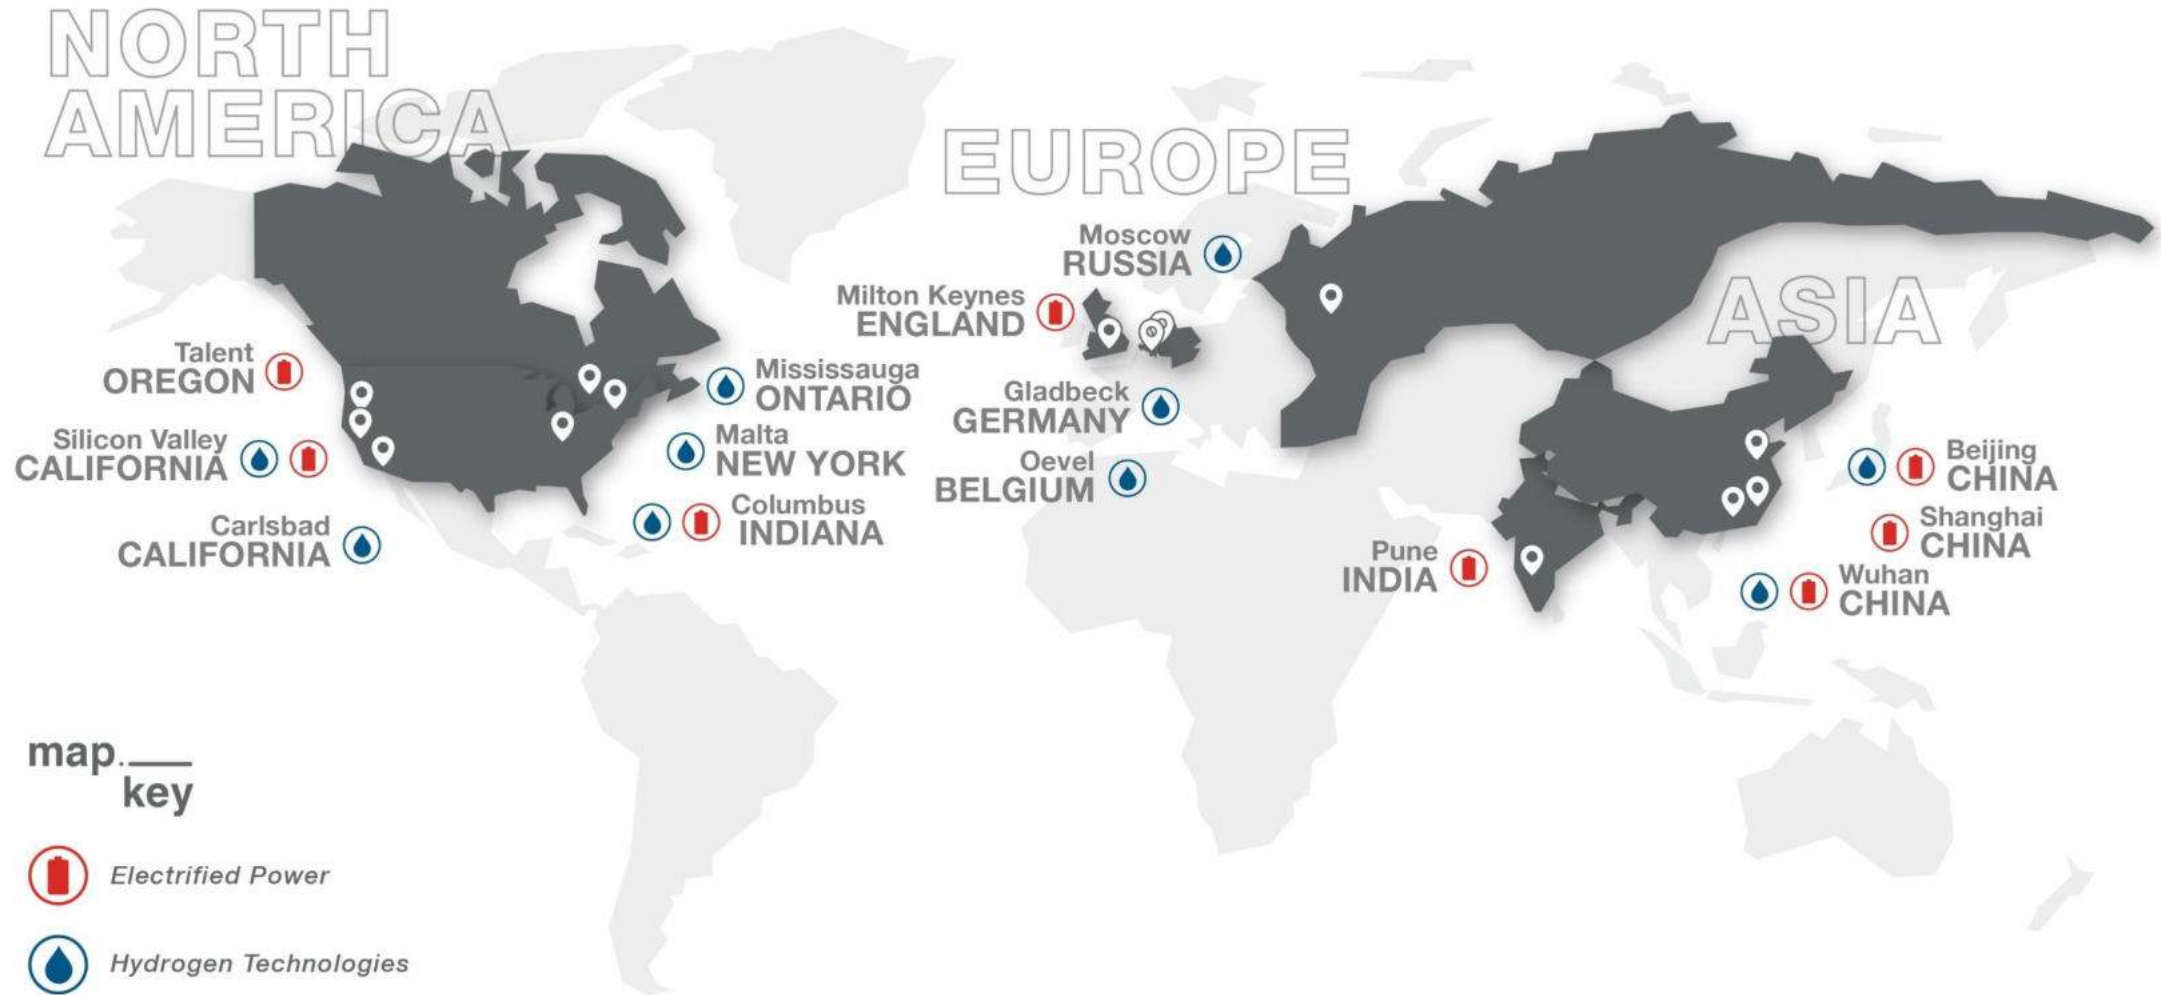 NORTH
AMERICA
EUROPE
ASIA
Talent
OREGON
Silicon Valley
CALIFORNIA
Carlsbad
CALIFORNIA
Mississauga
ONTARIO
Malta
NEW YORK
Columbus
INDIANA
Moscow
RUSSIA
Milton Keynes
ENGLAND
Gladbeck
GERMANY
Oevel
BELGIUM
Pune
INDIA
Beijing
CHINA
Shanghai
CHINA
Wuhan
CHINA
map.
key
Electrified Power
Hydrogen Technologies